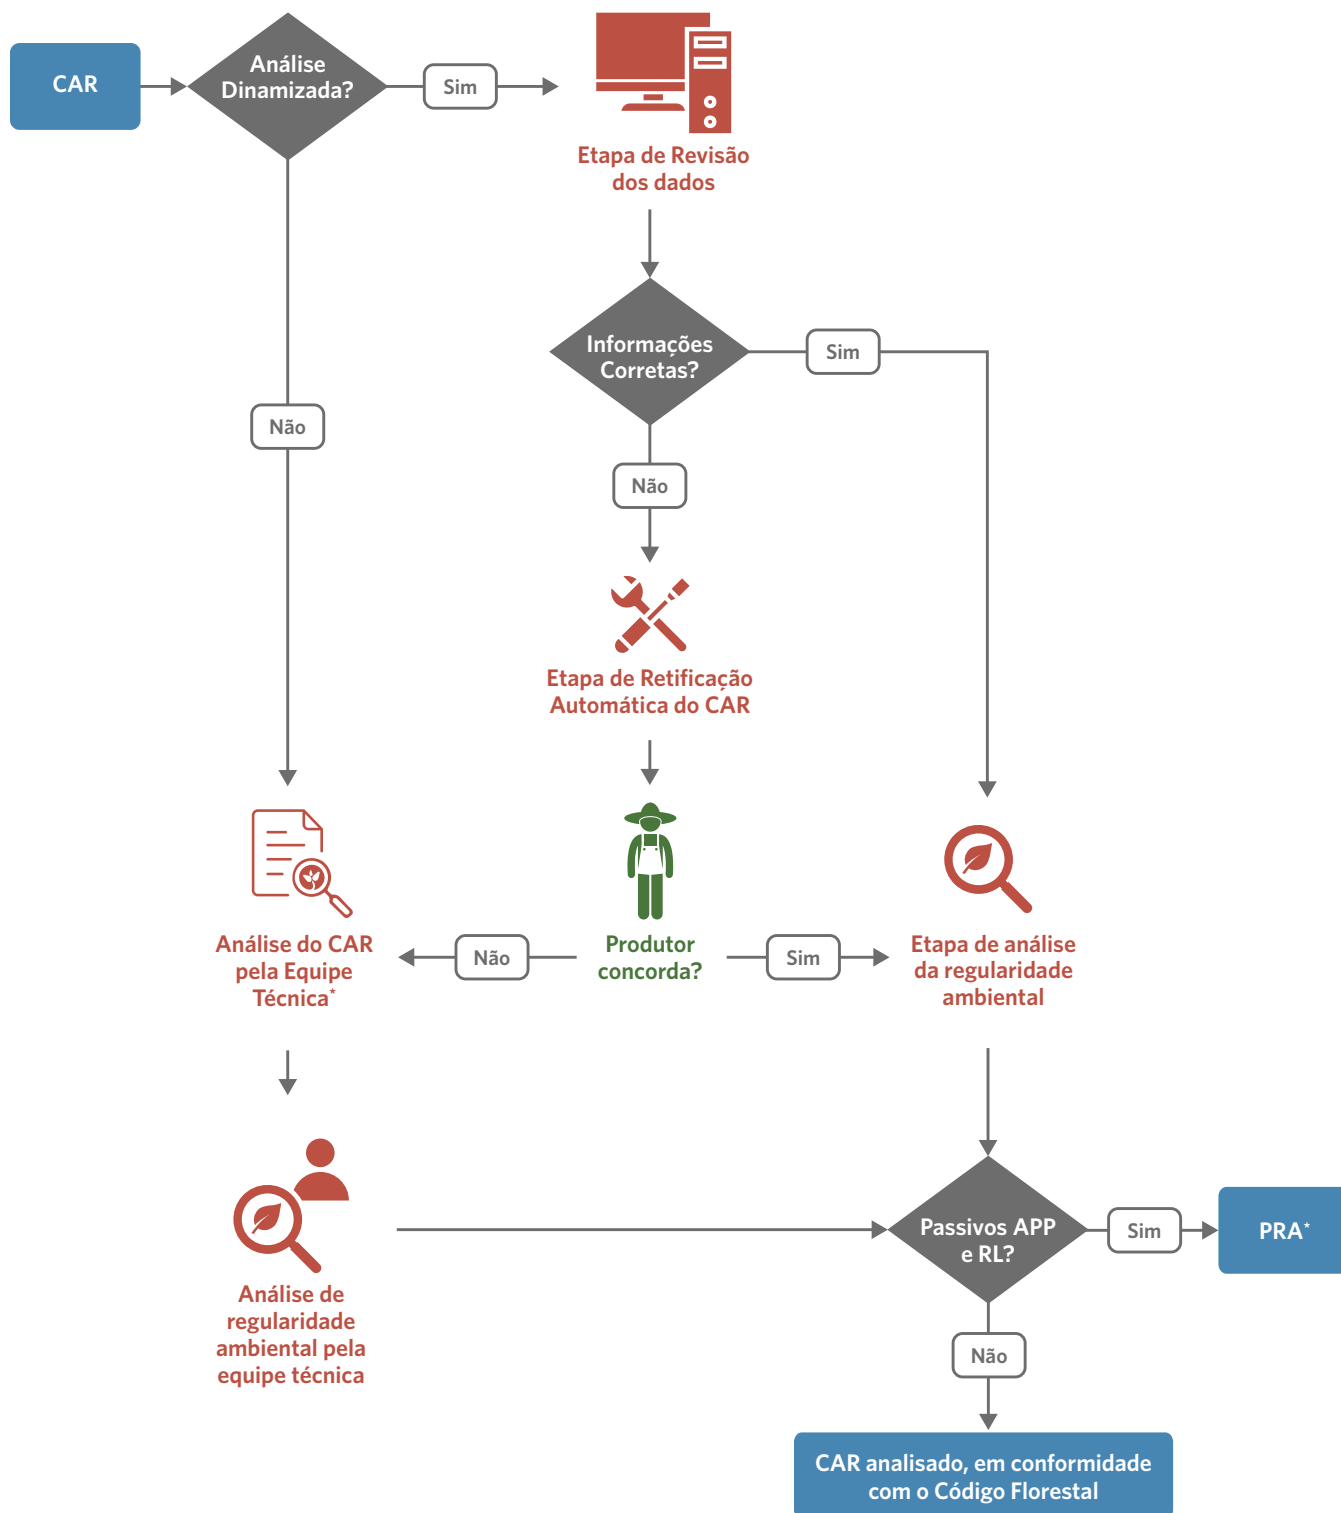 CAR
Análise
Dinamizada?
Sim
Etapa de Revisão
dos dados
Informações
Corretas?
Sim
Não
Não
Etapa de Retificação
Automática do CAR
Análise do CAR
pela Equipe
Técnica*
Não
Produtor
concorda?
Sim
Etapa de análise
da regularidade
ambiental
Análise de
regularidade
ambiental pela
equipe técnica
Passivos APP
e RL?
Sim
PRA*
Não
CAR analisado, em conformidade
com o Código Florestal